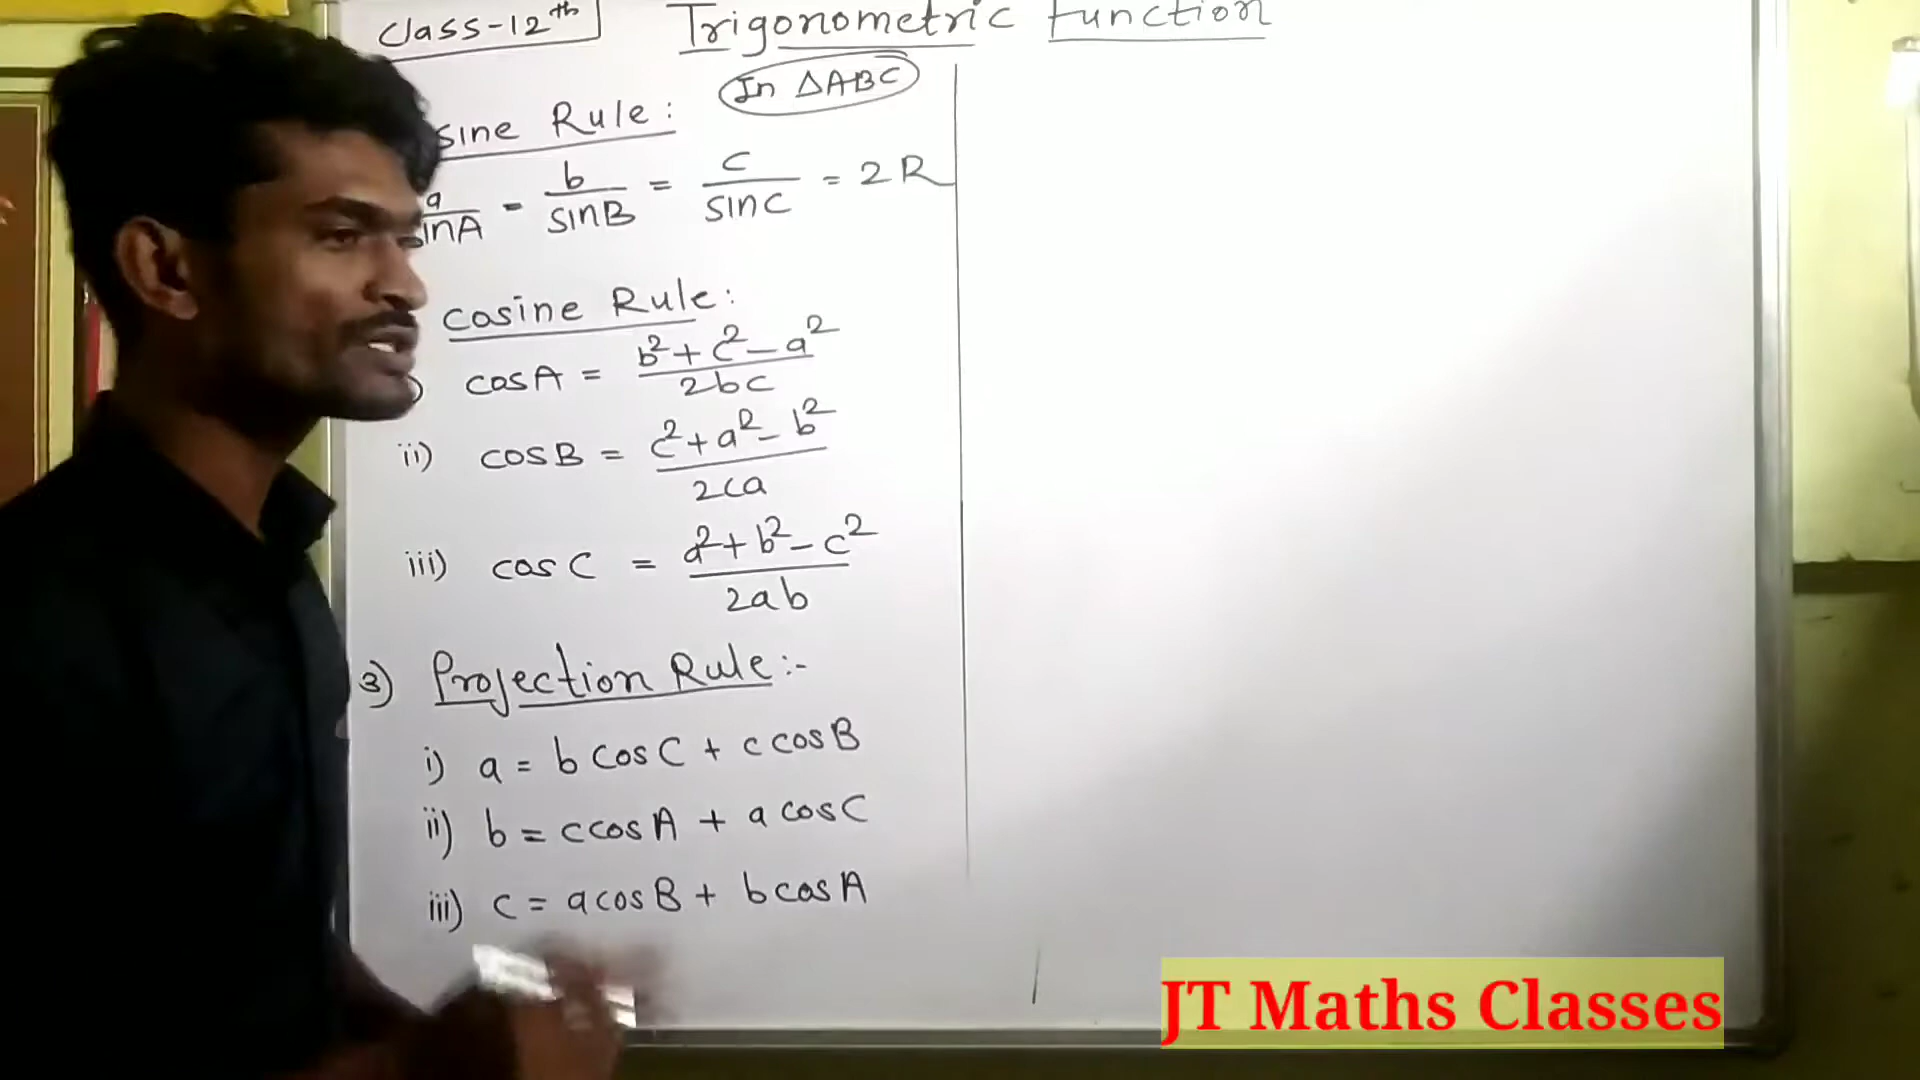 Class-12th Trigonometric Function
In △ABC
sine Rule:
a/sinA = b/sinB = c/sinC = 2R
cosine Rule:
) cosA = b²+c²-a²/2bc
ii) cosB = c²+a²-b²/2ca
iii) cosC = a²+b²-c²/2ab
3) Projection Rule:-
i) a = b cosC + c cosB
ii) b = c cosA + a cosC
iii) c = a cosB + b cosA
JT Maths Classes